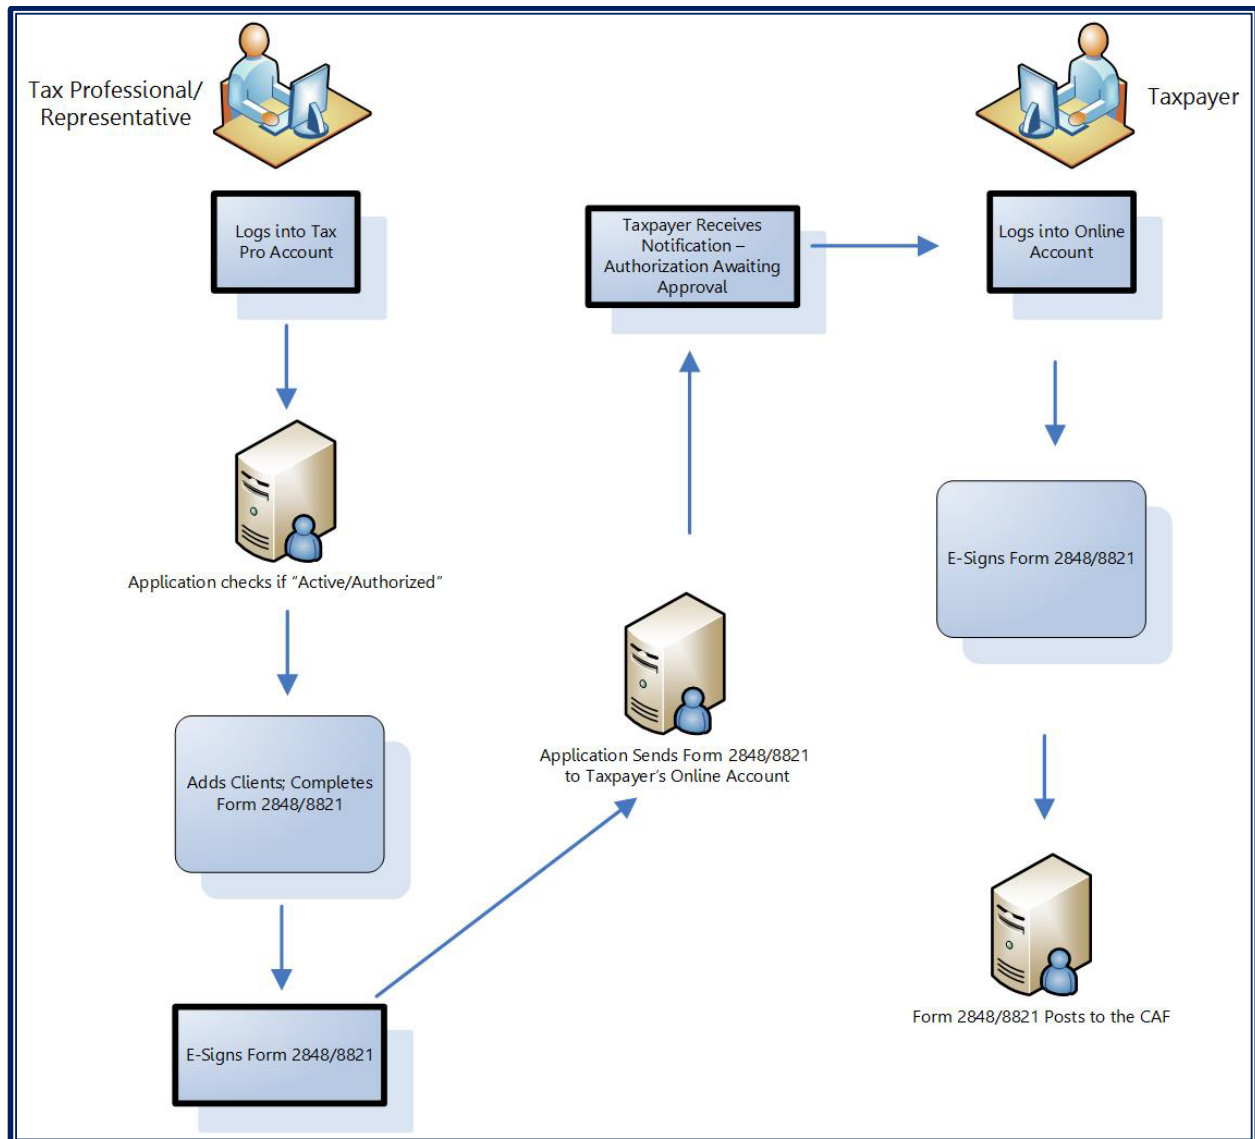 Tax Professional/
Representative
Logs into Tax
Pro Account
Application checks if “Active/Authorized”
Adds Clients; Completes
Form 2848/8821
E-Signs Form 2848/8821
Application Sends Form 2848/8821
to Taxpayer’s Online Account
Taxpayer Receives
Notification –
Authorization Awaiting
Approval
Taxpayer
Logs into Online
Account
E-Signs Form 2848/8821
Form 2848/8821 Posts to the CAF